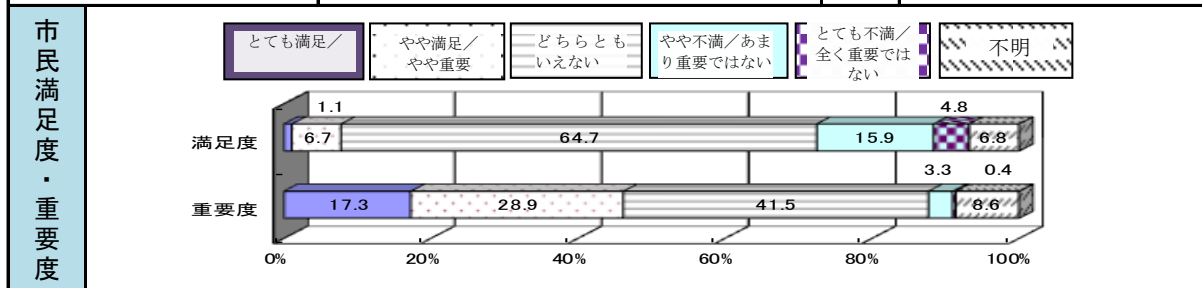 市民満足度・重要度
とても満足／
やや満足／
やや重要
どちらとも
いえない
やや不満／あま
り重要ではない
とても不満／
全く重要では
ない
不明
1.1
4.8
満足度
6.7
64.7
15.9
6.8
3.3
0.4
重要度
17.3
28.9
41.5
8.6
0%
20%
40%
60%
80%
100%